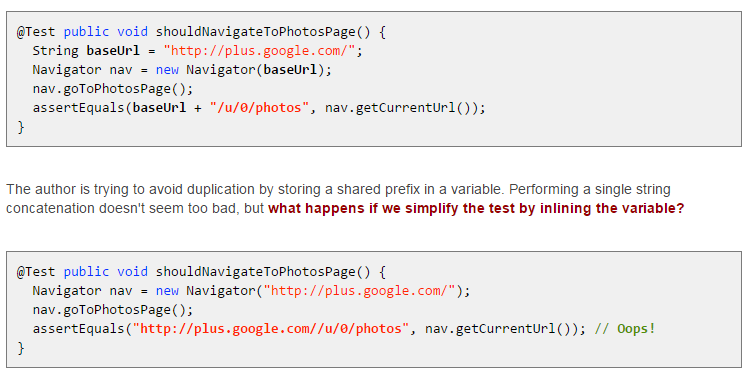 @Test public void shouldNavigateToPhotosPage() {
  String baseUrl = "http://plus.google.com/";
  Navigator nav = new Navigator(baseUrl);
  nav.goToPhotosPage();
  assertEquals(baseUrl + "/u/0/photos", nav.getCurrentUrl());
}
The author is trying to avoid duplication by storing a shared prefix in a variable. Performing a single string
concatenation doesn't seem too bad, but what happens if we simplify the test by inlining the variable?
@Test public void shouldNavigateToPhotosPage() {
  Navigator nav = new Navigator("http://plus.google.com/");
  nav.goToPhotosPage();
  assertEquals("http://plus.google.com//u/0/photos", nav.getCurrentUrl()); // Oops!
}